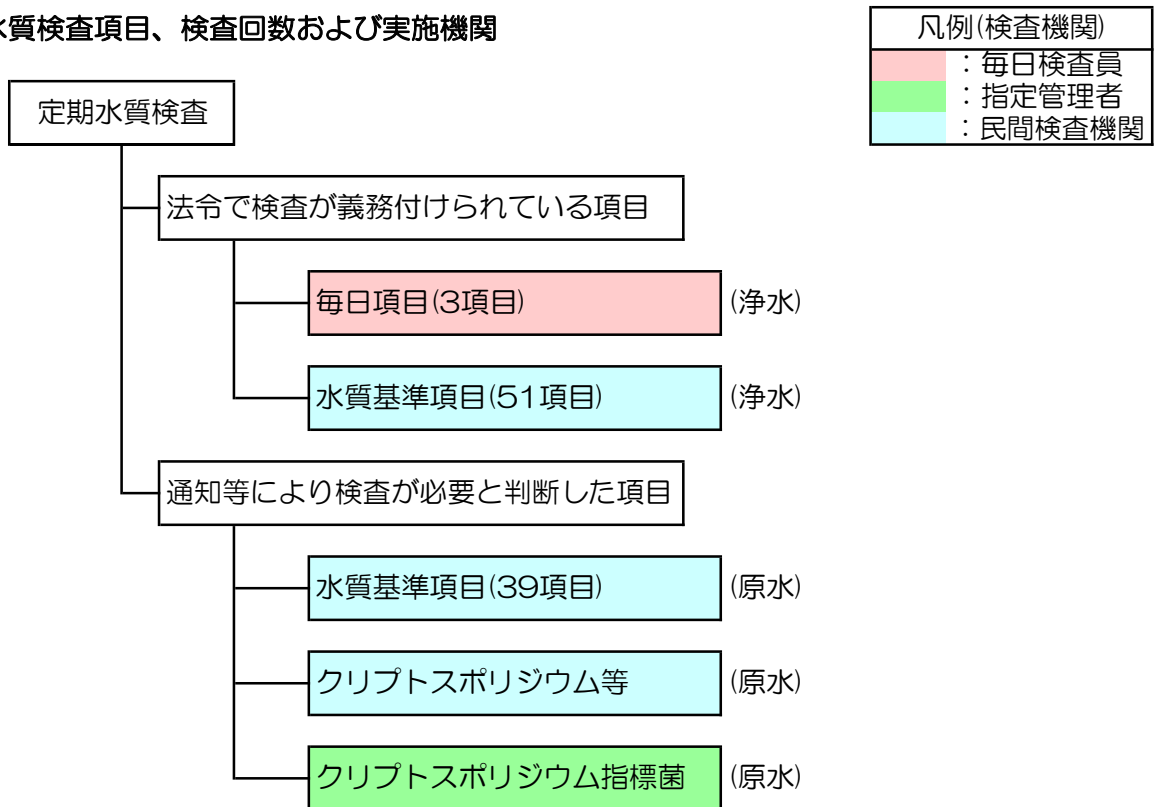 水質検査項目、検査回数および実施機関
凡例(検査機関)
：毎日検査員
：指定管理者
：民間検査機関
定期水質検査
法令で検査が義務付けられている項目
毎日項目(3項目) (浄水)
水質基準項目(51項目) (浄水)
通知等により検査が必要と判断した項目
水質基準項目(39項目) (原水)
クリプトスポリジウム等 (原水)
クリプトスポリジウム指標菌 (原水)